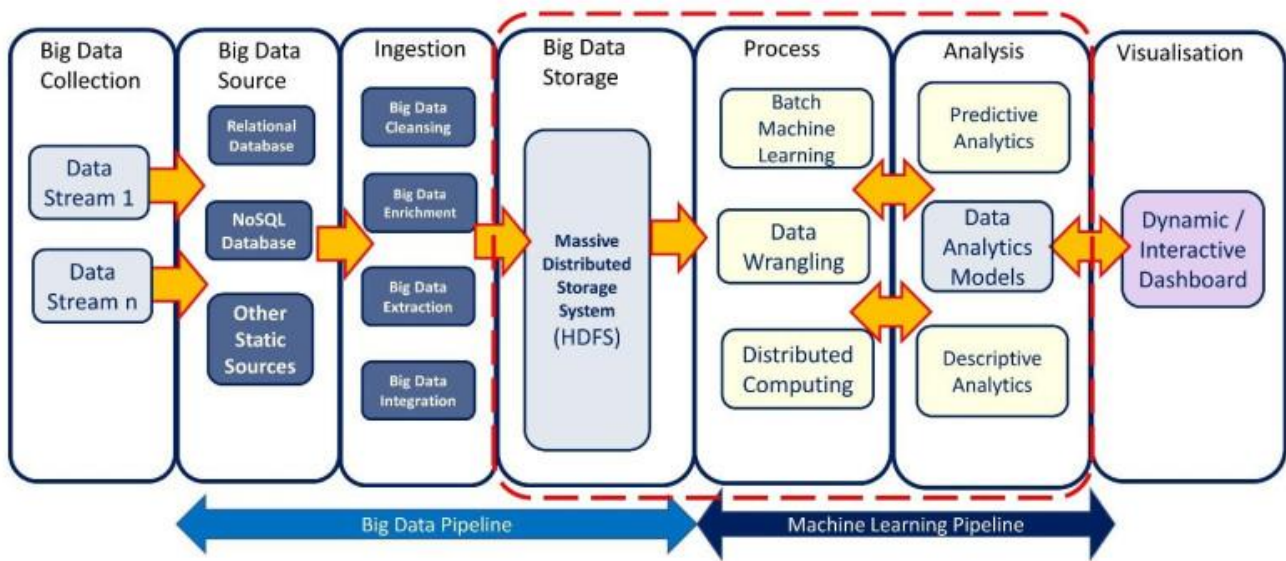 Big Data
Collection
Data
Stream 1
Data
Stream n
Big Data
Source
Relational
Database
NoSQL
Database
Other
Static
Sources
Ingestion
Big Data
Cleansing
Big Data
Enrichment
Big Data
Extraction
Big Data
Integration
Big Data
Storage
Massive
Distributed
Storage
System
(HDFS)
Process
Batch
Machine
Learning
Data
Wrangling
Distributed
Computing
Analysis
Predictive
Analytics
Data
Analytics
Models
Descriptive
Analytics
Visualisation
Dynamic /
Interactive
Dashboard
Big Data Pipeline
Machine Learning Pipeline